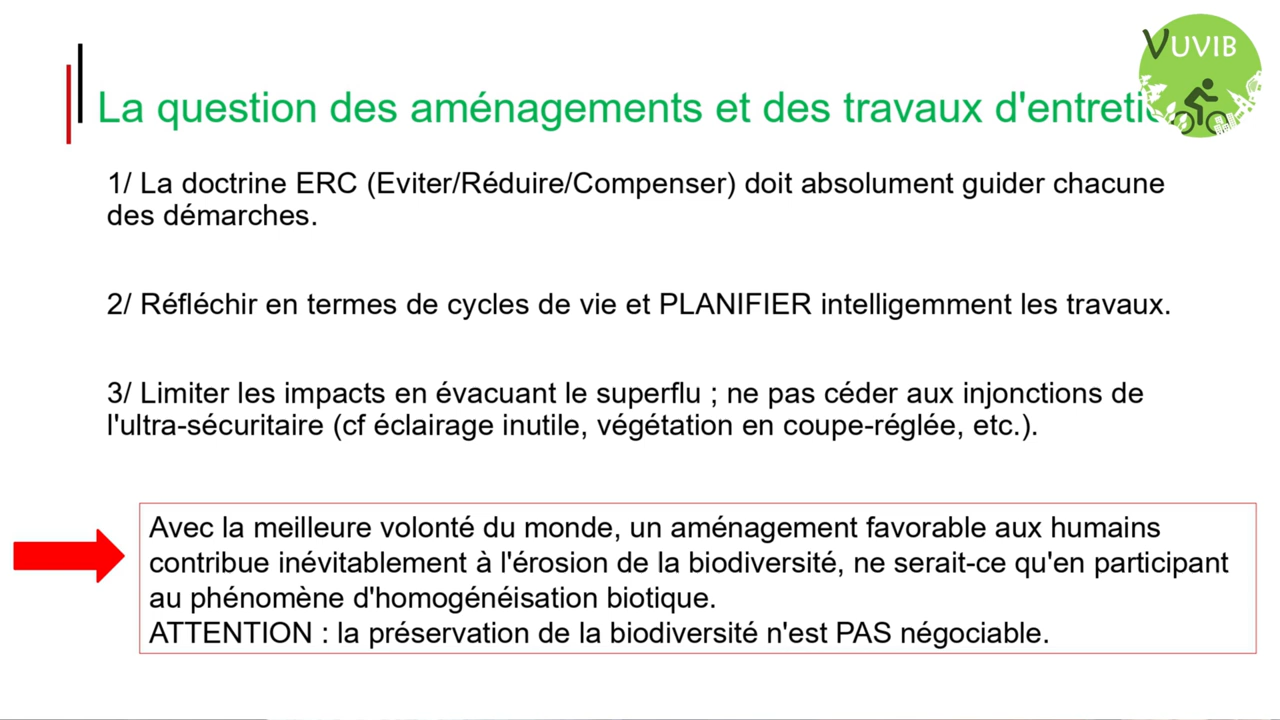 VUVIB
La question des aménagements et des travaux d'entreti
1/ La doctrine ERC (Eviter/Réduire/Compenser) doit absolument guider chacune
des démarches.
2/ Réfléchir en termes de cycles de vie et PLANIFIER intelligemment les travaux.
3/ Limiter les impacts en évacuant le superflu ; ne pas céder aux injonctions de
l'ultra-sécuritaire (cf éclairage inutile, végétation en coupe-réglée, etc.).
Avec la meilleure volonté du monde, un aménagement favorable aux humains
contribue inévitablement à l'érosion de la biodiversité, ne serait-ce qu'en participant
au phénomène d'homogénéisation biotique.
ATTENTION : la préservation de la biodiversité n'est PAS négociable.